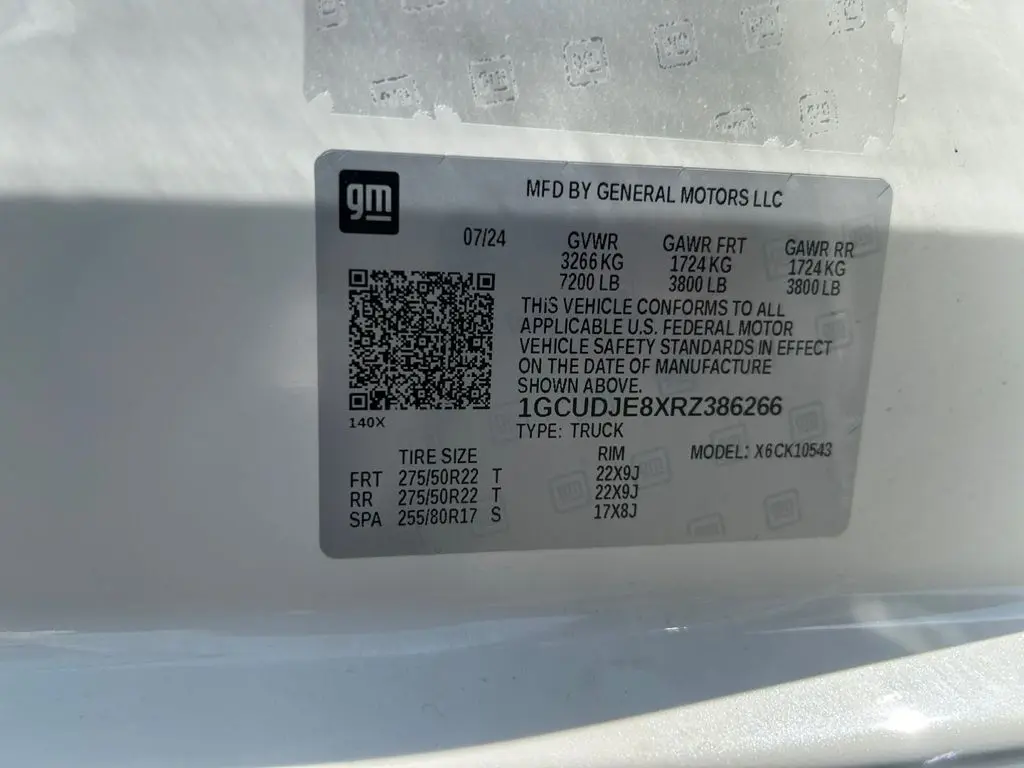 gm
MFD BY GENERAL MOTORS LLC
07/24
GVWR
3266 KG
7200 LB
GAWR FRT
1724 KG
3800 LB
GAWR RR
1724 KG
3800 LB
THIS VEHICLE CONFORMS TO ALL
APPLICABLE U.S. FEDERAL MOTOR
VEHICLE SAFETY STANDARDS IN EFFECT
ON THE DATE OF MANUFACTURE
SHOWN ABOVE.
1GCUDJE8XRZ386266
140X
TYPE: TRUCK
MODEL: X6CK10543
TIRE SIZE
RIM
FRT 275/50R22 T 22X9J
RR 275/50R22 T 22X9J
SPA 255/80R17 S 17X8J